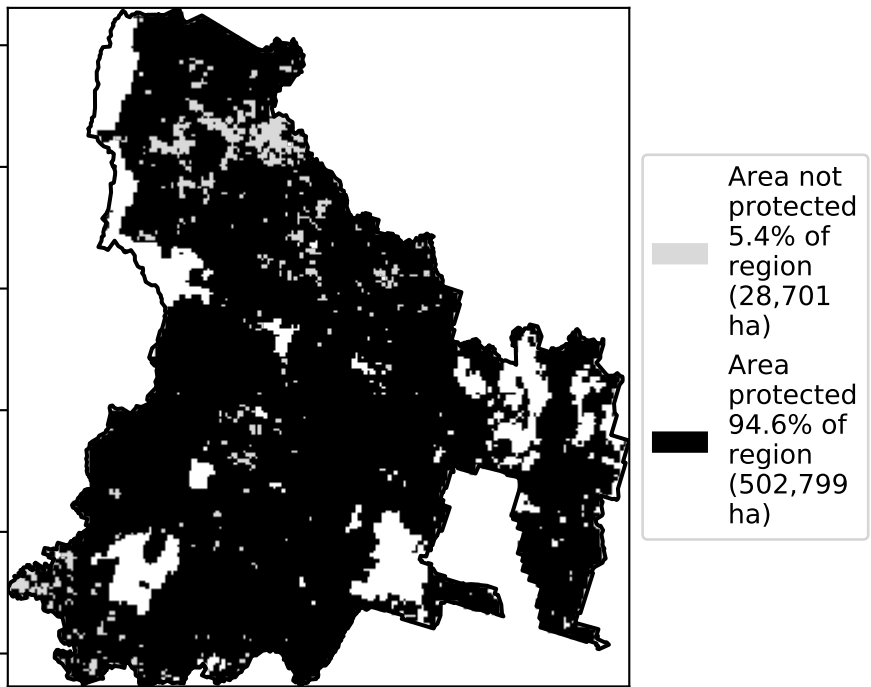 Area not
protected
5.4% of
region
(28,701
ha)
Area
protected
94.6% of
region
(502,799
ha)